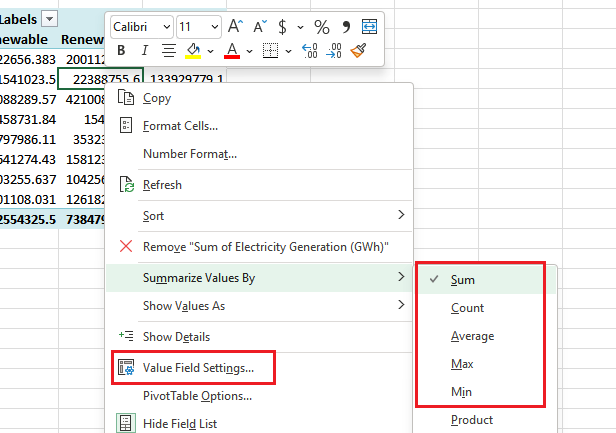 Labels
Calibri 11 A A $ % ,
B I A .00
newable Renew
22656.383 200112
1541023.5 22388755.6 133929779.1
088289.57 421008
458731.84 154
797986.11 35323
541274.43 158123
03255.637 104256
01108.031 126182
2554325.5 738479
Copy
Format Cells...
Number Format...
Refresh
Sort
Remove "Sum of Electricity Generation (GWh)"
Summarize Values By
Show Values As
Show Details
Value Field Settings...
PivotTable Options...
Hide Field List
Sum
Count
Average
Max
Min
Product